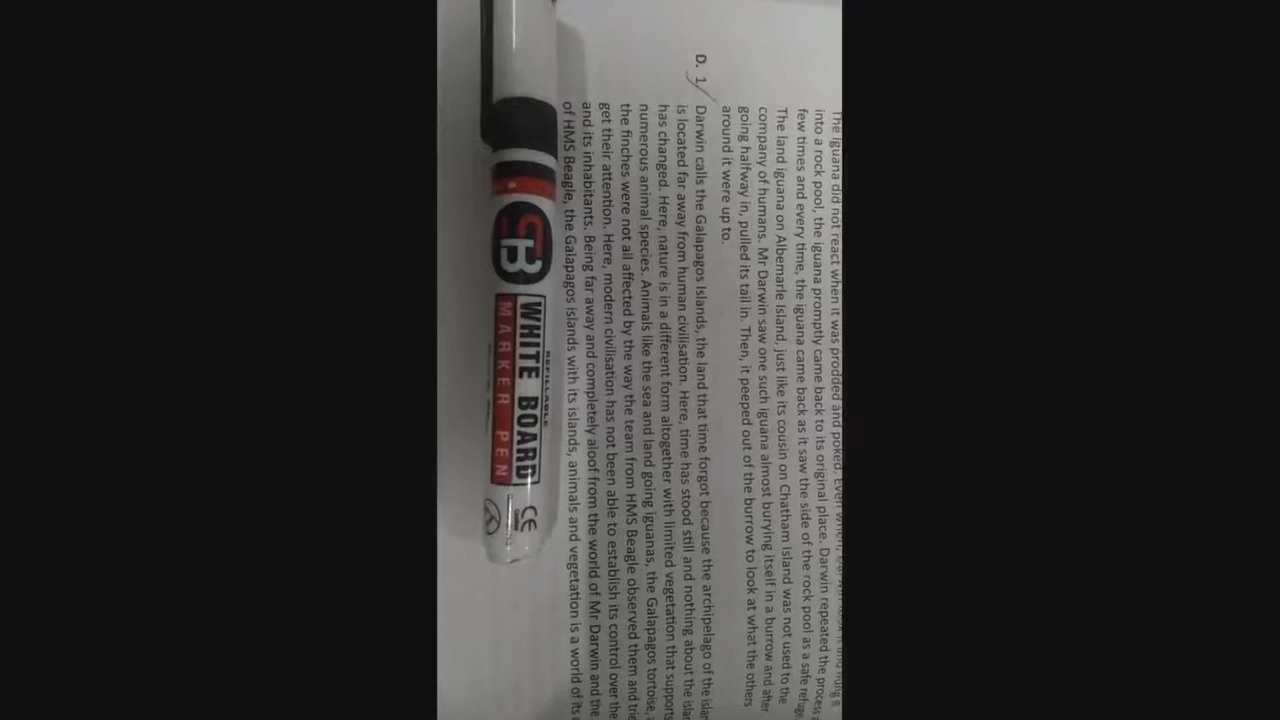 The iguana did not react when it was prodded and poked. Even when,
into a rock pool, the iguana promptly came back to its original place. Darwin repeated the process
few times and every time, the iguana came back as it saw the side of the rock pool as a safe refuge
The land iguana on Albemarle Island, just like its cousin on Chatham Island was not used to the
company of humans. Mr Darwin saw one such iguana almost burying itself in a burrow and after
going halfway in, pulled its tail in. Then, it peeped out of the burrow to look at what the others
around it were up to.
D. 1 Darwin calls the Galapagos Islands, the land that time forgot because the archipelago of the
is located far away from human civilisation. Here, time has stood still and nothing about the
has changed. Here, nature is in a different form altogether with limited vegetation that supports
numerous animal species. Animals like the sea and land going iguanas, the Galapagos tortoise,
the finches were not all affected by the way the team from HMS Beagle observed them and
get their attention. Here, modern civilisation has not been able to establish its control over the
and its inhabitants. Being far away and completely aloof from the world of Mr Darwin and the
of HMS Beagle, the Galapagos islands with its islands, animals and vegetation is a world of its
REFILLABLE
WHITE BOARD
MARKER PEN
CE